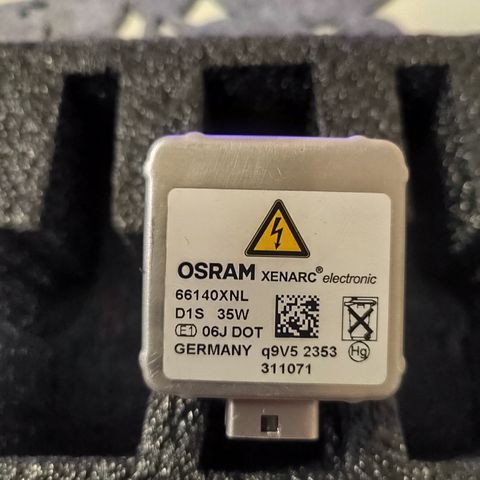 OSRAM XENARC® electronic
66140XNL
D1S 35W
E1 06J DOT
GERMANY q9V5 2353
Hg
311071